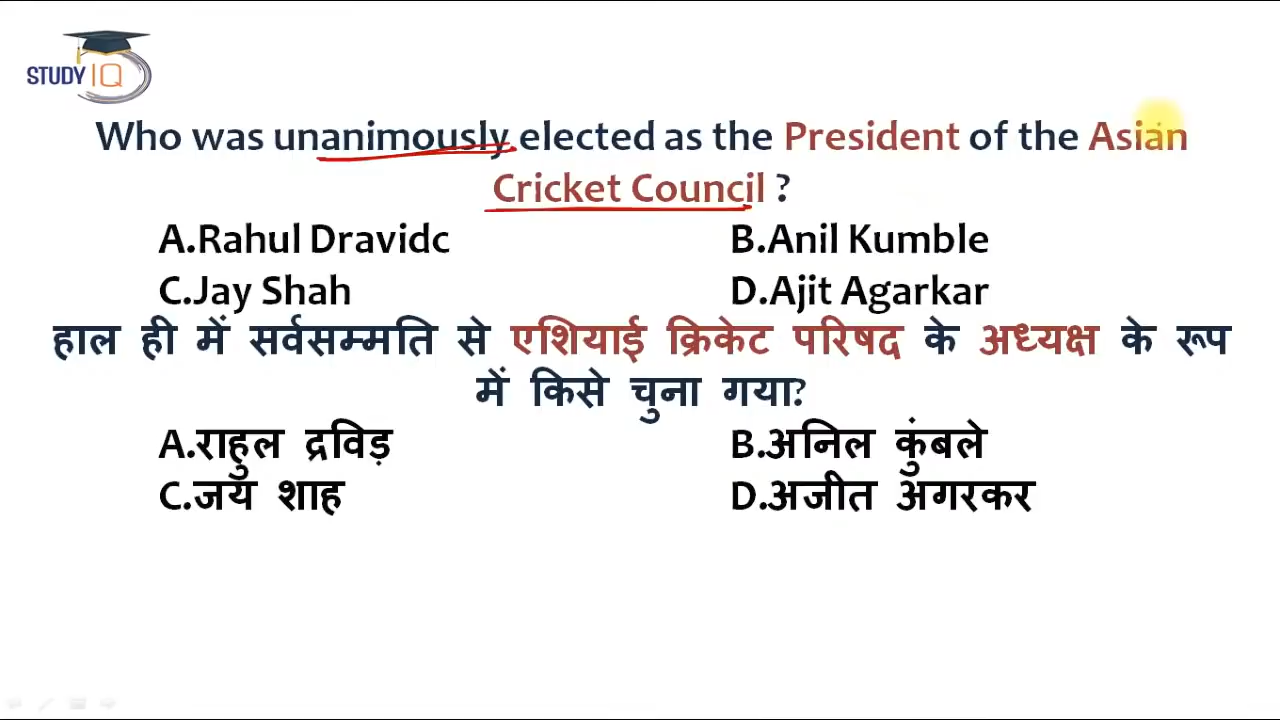 STUDY IQ
Who was unanimously elected as the President of the Asian
Cricket Council ?
A.Rahul Dravidc B.Anil Kumble
C.Jay Shah D.Ajit Agarkar
हाल ही में सर्वसम्मति से एशियाई क्रिकेट परिषद के अध्यक्ष के रूप
में किसे चुना गया?
A.राहुल द्रविड़ B.अनिल कुंबले
C.जय शाह D.अजीत अगरकर